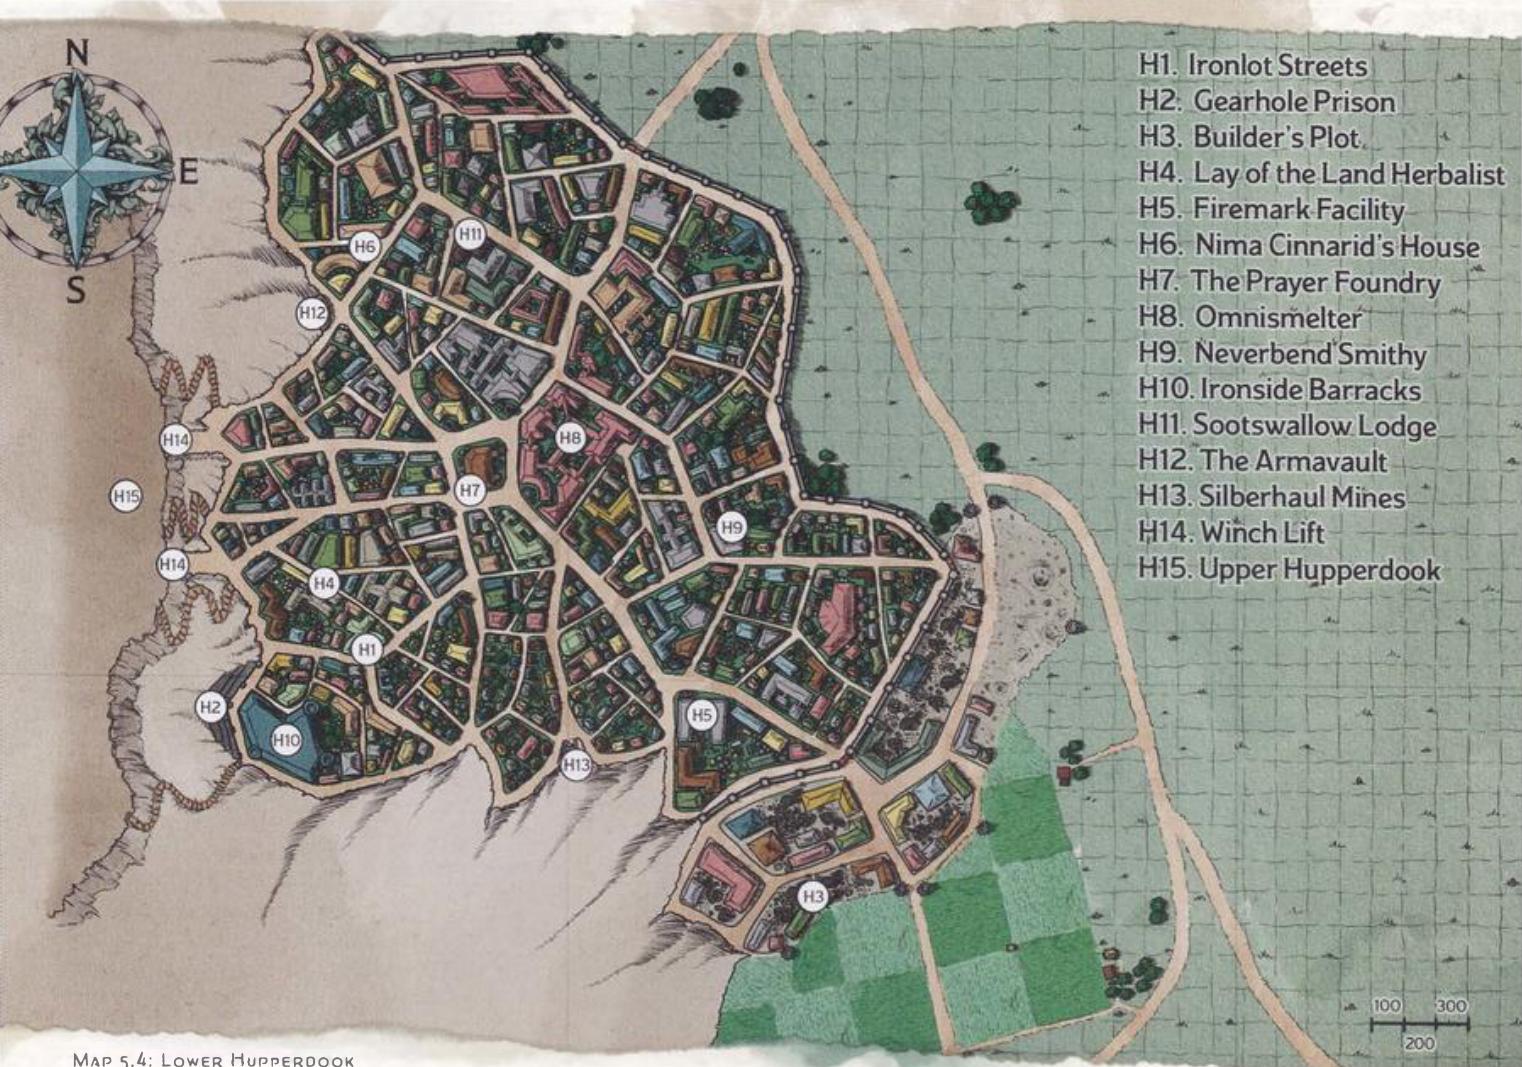 N
E
S
H1. Ironlot Streets
H2. Gearhole Prison
H3. Builder's Plot
H4. Lay of the Land Herbalist
H5. Firemark Facility
H6. Nima Cinnarid's House
H7. The Prayer Foundry
H8. Omnismelter
H9. Neverbend Smithy
H10. Ironside Barracks
H11. Sootswallow Lodge
H12. The Armavault
H13. Silberhaul Mines
H14. Winch Lift
H15. Upper Hupperdook
H6
H11
H12
H14
H8
H7
H15
H9
H14
H4
H1
H2
H5
H10
H13
H3
100 300
200
MAP 5.4: LOWER HUPPERDOOK